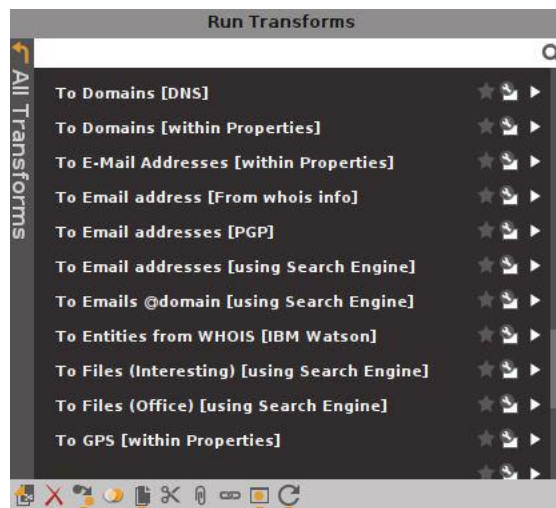 Run Transforms
All Transforms
To Domains [DNS]
To Domains [within Properties]
To E-Mail Addresses [within Properties]
To Email address [From whois info]
To Email addresses [PGP]
To Email addresses [using Search Engine]
To Emails @domain [using Search Engine]
To Entities from WHOIS [IBM Watson]
To Files (Interesting) [using Search Engine]
To Files (Office) [using Search Engine]
To GPS [within Properties]